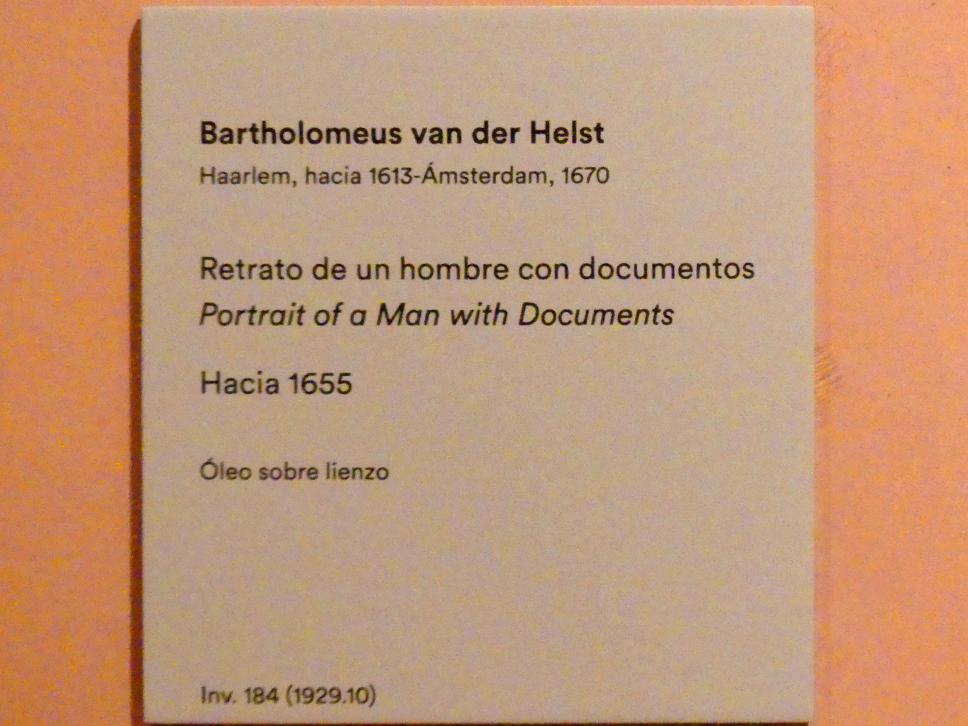 Bartholomeus van der Helst
Haarlem, hacia 1613-Ámsterdam, 1670
Retrato de un hombre con documentos
Portrait of a Man with Documents
Hacia 1655
Óleo sobre lienzo
Inv. 184 (1929.10)